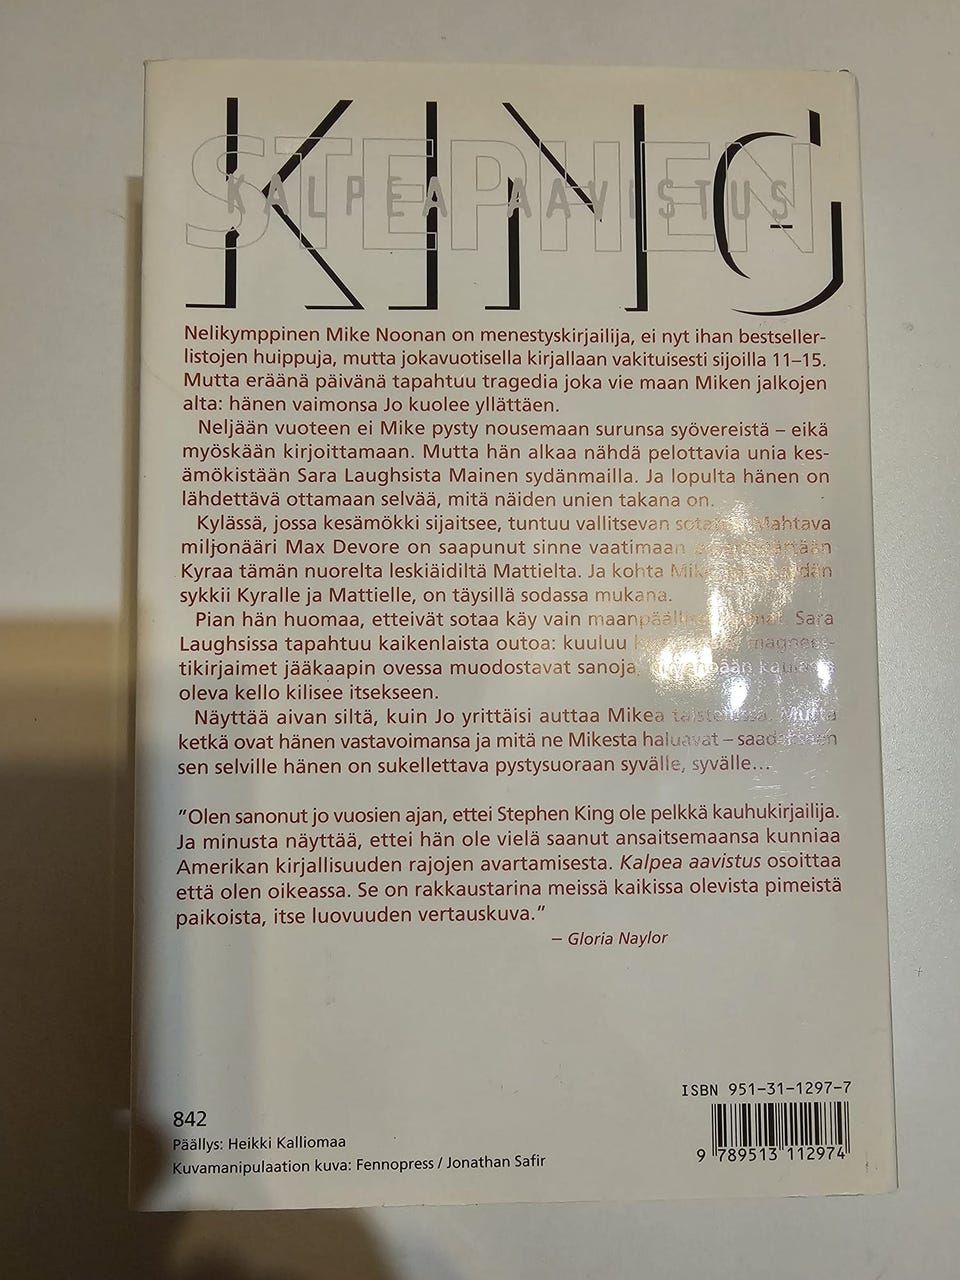 KING
STEPHEN
KALPEA AAVISTUS
Nelikymppinen Mike Noonan on menestyskirjailija, ei nyt ihan bestseller-
listojen huippuja, mutta jokavuotisella kirjallaan vakituisesti sijoilla 11–15.
Mutta eräänä päivänä tapahtuu tragedia joka vie maan Miken jalkojen
alta: hänen vaimonsa Jo kuolee yllättäen.
Neljään vuoteen ei Mike pysty nousemaan surunsa syövereistä – eikä
myöskään kirjoittamaan. Mutta hän alkaa nähdä pelottavia unia kes-
ämökistään Sara Laughsista Mainen sydänmailla. Ja lopulta hänen on
lähdettävä ottamaan selvää, mitä näiden unien takana on.
Kylässä, jossa kesämökki sijaitsee, tuntuu vallitsevan Mahtava
miljonääri Max Devore on saapunut sinne vaatimaan
Kyraa tämän nuorelta leskiäidiltä Mattielta. Ja kohta
sykkii Kyralle ja Mattielle, on täysillä sodassa mukana.
Pian hän huomaa, etteivät sotaa käy vain Sara
Laughsissa tapahtuu kaikenlaista outoa: kuuluu
tikirjaimet jääkaapin ovessa muodostavat sanoja,
oleva kello kilisee itsekseen.
Näyttää aivan siltä, kuin Jo yrittäisi auttaa Mikea taistelussa. Mutta
ketkä ovat hänen vastavoimansa ja mitä ne Mikesta haluavat –
sen selville hänen on sukellettava pystysuoraan syvälle, syvälle...
”Olen sanonut jo vuosien ajan, ettei Stephen King ole pelkkä kauhukirjailija.
Ja minusta näyttää, ettei hän ole vielä saanut ansaitsemaansa kunniaa
Amerikan kirjallisuuden rajojen avartamisesta. Kalpea aavistus osoittaa
että olen oikeassa. Se on rakkaustarina meissä kaikissa olevista pimeistä
paikoista, itse luovuuden vertauskuva.”
– Gloria Naylor
ISBN 951-31-1297-7
9 789513 112974
842
Päällys: Heikki Kalliomaa
Kuvamanipulaation kuva: Fennopress / Jonathan Safir